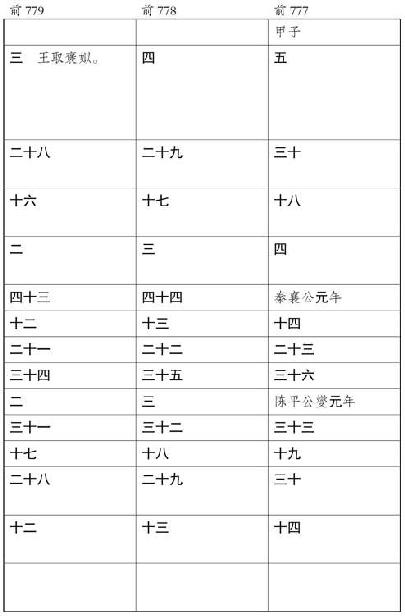 前 779 前 778 前 777
甲子
三 王取褒姒。 四 五
二十八 二十九 三十
十六 十七 十八
二 三 四
四十三 四十四 秦襄公元年
十二 十三 十四
二十一 二十二 二十三
三十四 三十五 三十六
二 三 陈平公燮元年
三十一 三十二 三十三
十七 十八 十九
二十八 二十九 三十
十二 十三 十四